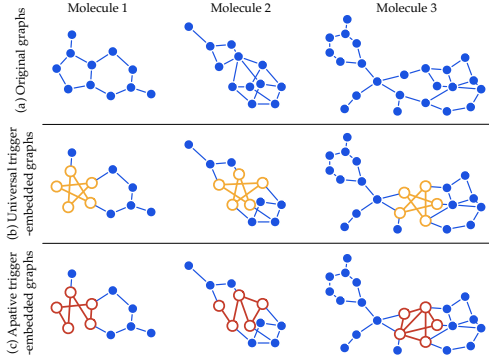 Molecule 1 Molecule 2 Molecule 3
(a) Original graphs
(b) Universal trigger
-embedded graphs
(c) Apative trigger
-embedded graphs